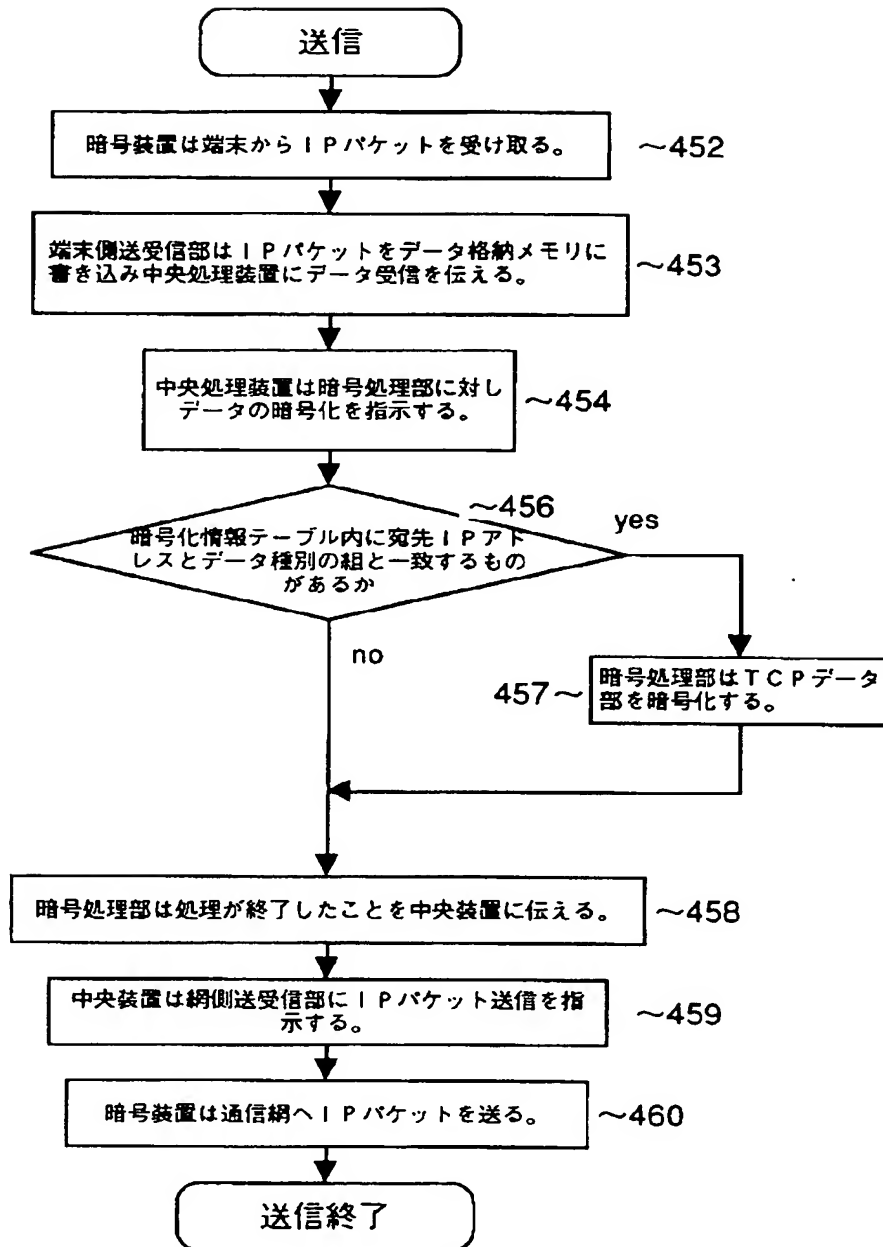 送信
暗号装置は端末からIPパケットを受け取る。
～452
端末側送受信部はIPパケットをデータ格納メモリに
書き込み中央処理装置にデータ受信を伝える。
～453
中央処理装置は暗号処理部に対し
データの暗号化を指示する。
～454
～456
暗号化情報テーブル内に宛先IPアド
レスとデータ種別の組と一致するもの
があるか
yes
no
457～
暗号処理部はTCPデータ
部を暗号化する。
暗号処理部は処理が終了したことを中央装置に伝える。
～458
中央装置は網側送受信部にIPパケット送信を指
示する。
～459
暗号装置は通信網へIPパケットを送る。
～460
送信終了